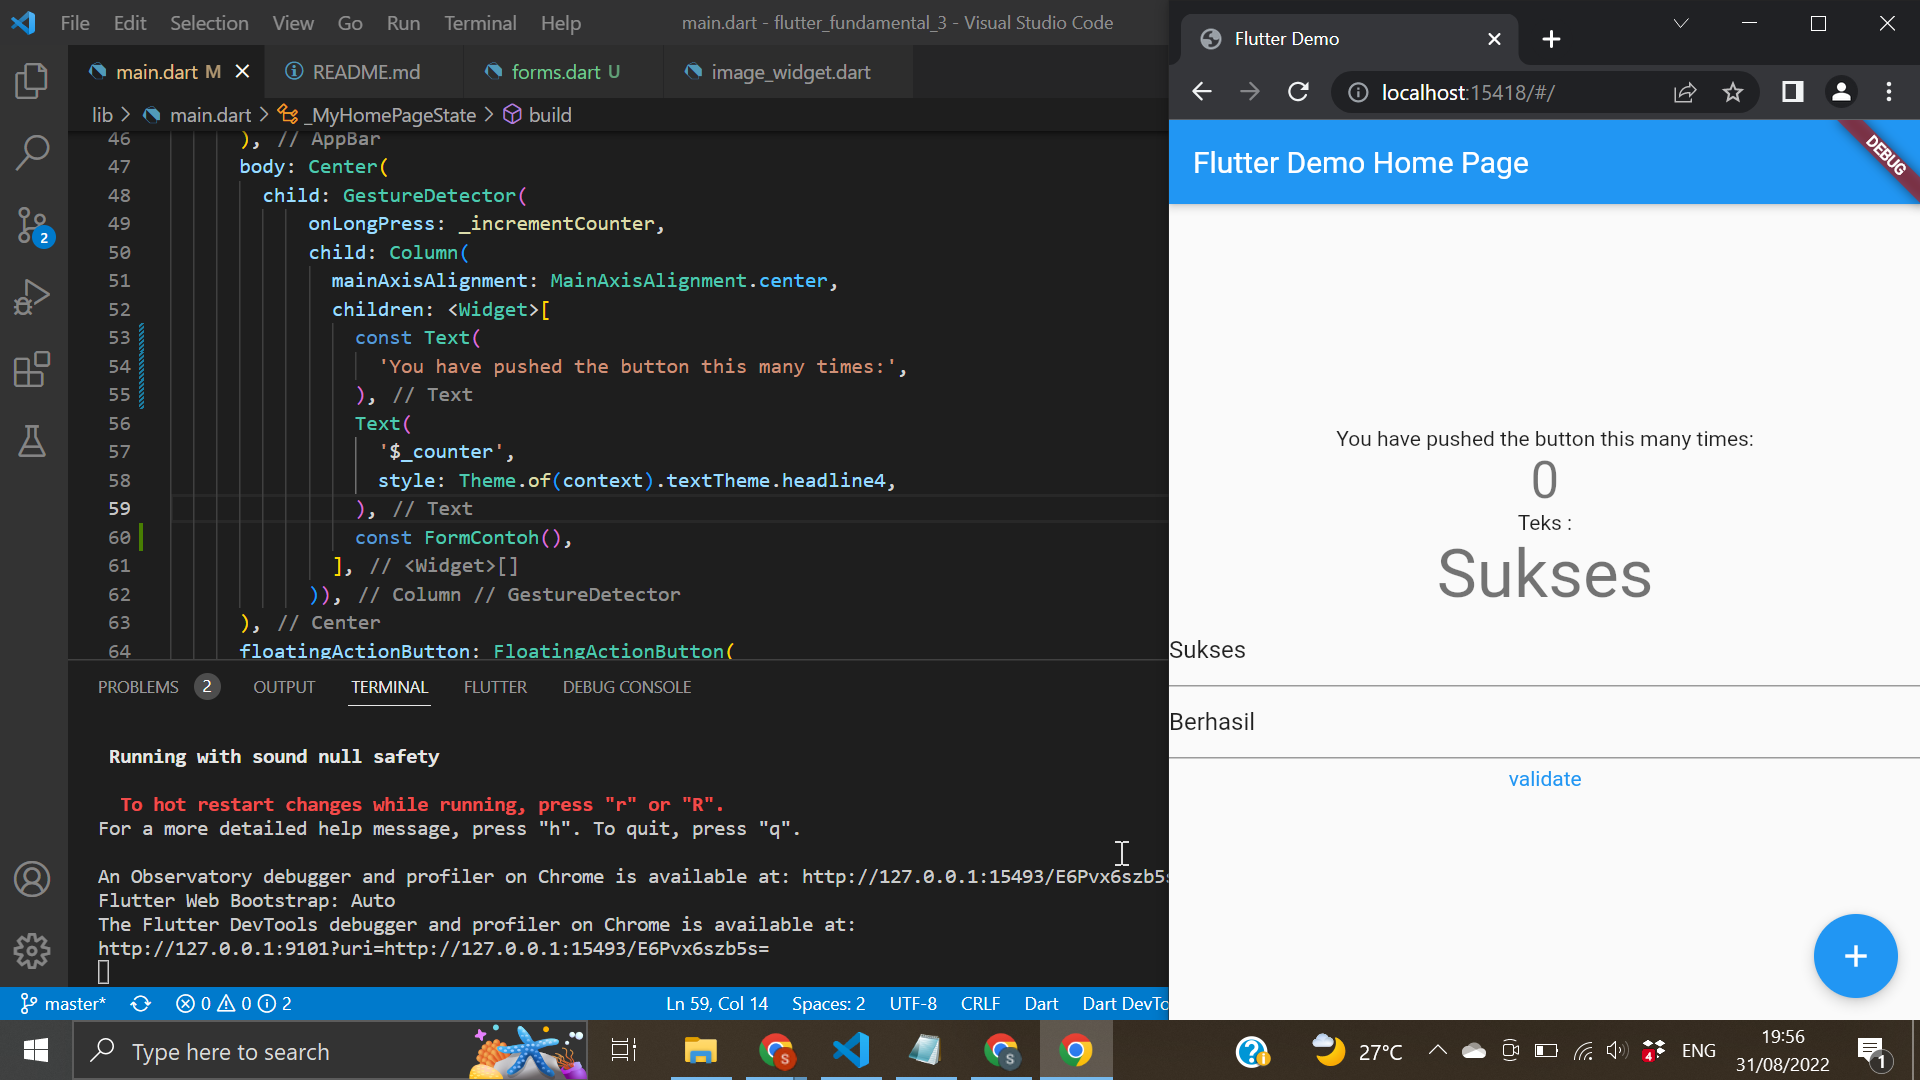 File Edit Selection View Go Run Terminal Help main.dart - flutter_fundamental_3 - Visual Studio Code
main.dart M README.md forms.dart U image_widget.dart
lib > main.dart > _MyHomePageState > build
46 ), // AppBar
47 body: Center(
48 child: GestureDetector(
49 onLongPress: _incrementCounter,
50 child: Column(
51 mainAxisAlignment: MainAxisAlignment.center,
52 children: <Widget>[
53 const Text(
54 'You have pushed the button this many times:',
55 ), // Text
56 Text(
57 '$_counter',
58 style: Theme.of(context).textTheme.headline4,
59 ), // Text
60 const FormContoh(),
61 ], // <Widget>[]
62 )), // Column // GestureDetector
63 ), // Center
64 floatingActionButton: FloatingActionButton(
2
PROBLEMS 2 OUTPUT TERMINAL FLUTTER DEBUG CONSOLE
Running with sound null safety
To hot restart changes while running, press "r" or "R".
For a more detailed help message, press "h". To quit, press "q".
An Observatory debugger and profiler on Chrome is available at: http://127.0.0.1:15493/E6Pvx6szb5s
Flutter Web Bootstrap: Auto
The Flutter DevTools debugger and profiler on Chrome is available at:
http://127.0.0.1:9101?uri=http://127.0.0.1:15493/E6Pvx6szb5s=
master* 0 0 2 Ln 59, Col 14 Spaces: 2 UTF-8 CRLF Dart Dart DevTo
Flutter Demo
localhost:15418/#/
Flutter Demo Home Page
DEBUG
You have pushed the button this many times:
0
Teks :
Sukses
Sukses
Berhasil
validate
+
Type here to search
S
S
27°C
4
ENG
19:56
31/08/2022
1